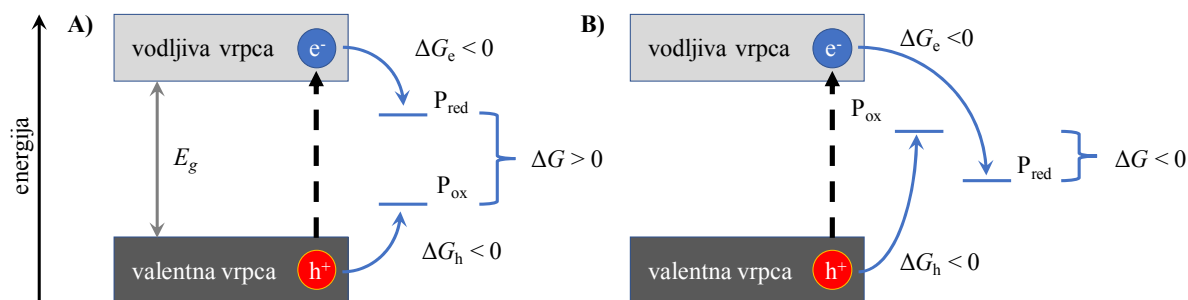 energija
A)
vodljiva vrpca
e-
ΔGe < 0
Pred
Eg
ΔG > 0
Pox
ΔGh < 0
valentna vrpca
h+
B)
vodljiva vrpca
e-
ΔGe <0
Pox
Pred
ΔG < 0
ΔGh < 0
valentna vrpca
h+